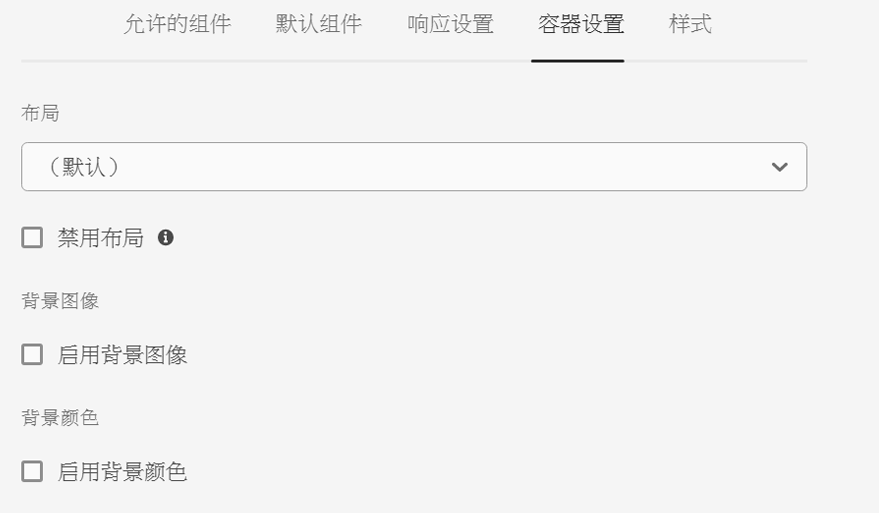 允许的组件 默认组件 响应设置 容器设置 样式
布局
（默认）
禁用布局
背景图像
启用背景图像
背景颜色
启用背景颜色